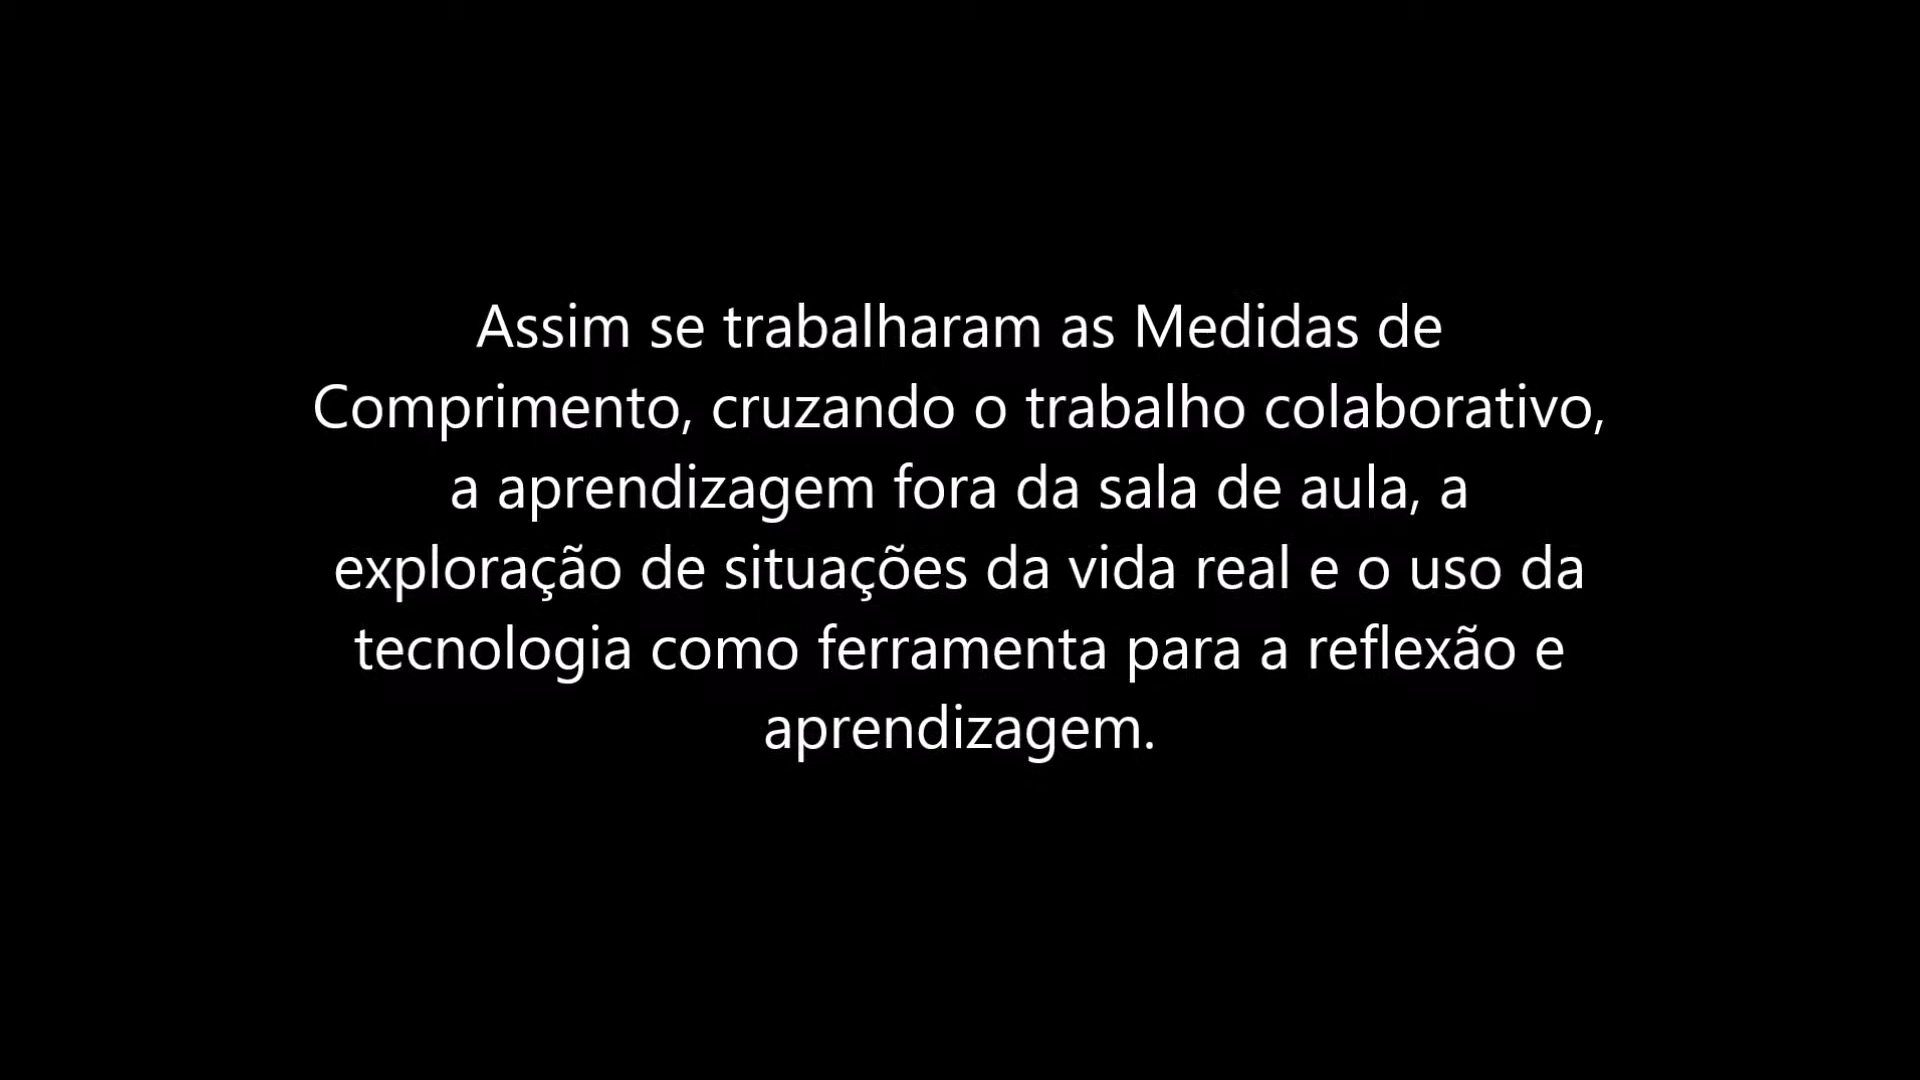 Assim se trabalharam as Medidas de
Comprimento, cruzando o trabalho colaborativo,
a aprendizagem fora da sala de aula, a
exploração de situações da vida real e o uso da
tecnologia como ferramenta para a reflexão e
aprendizagem.